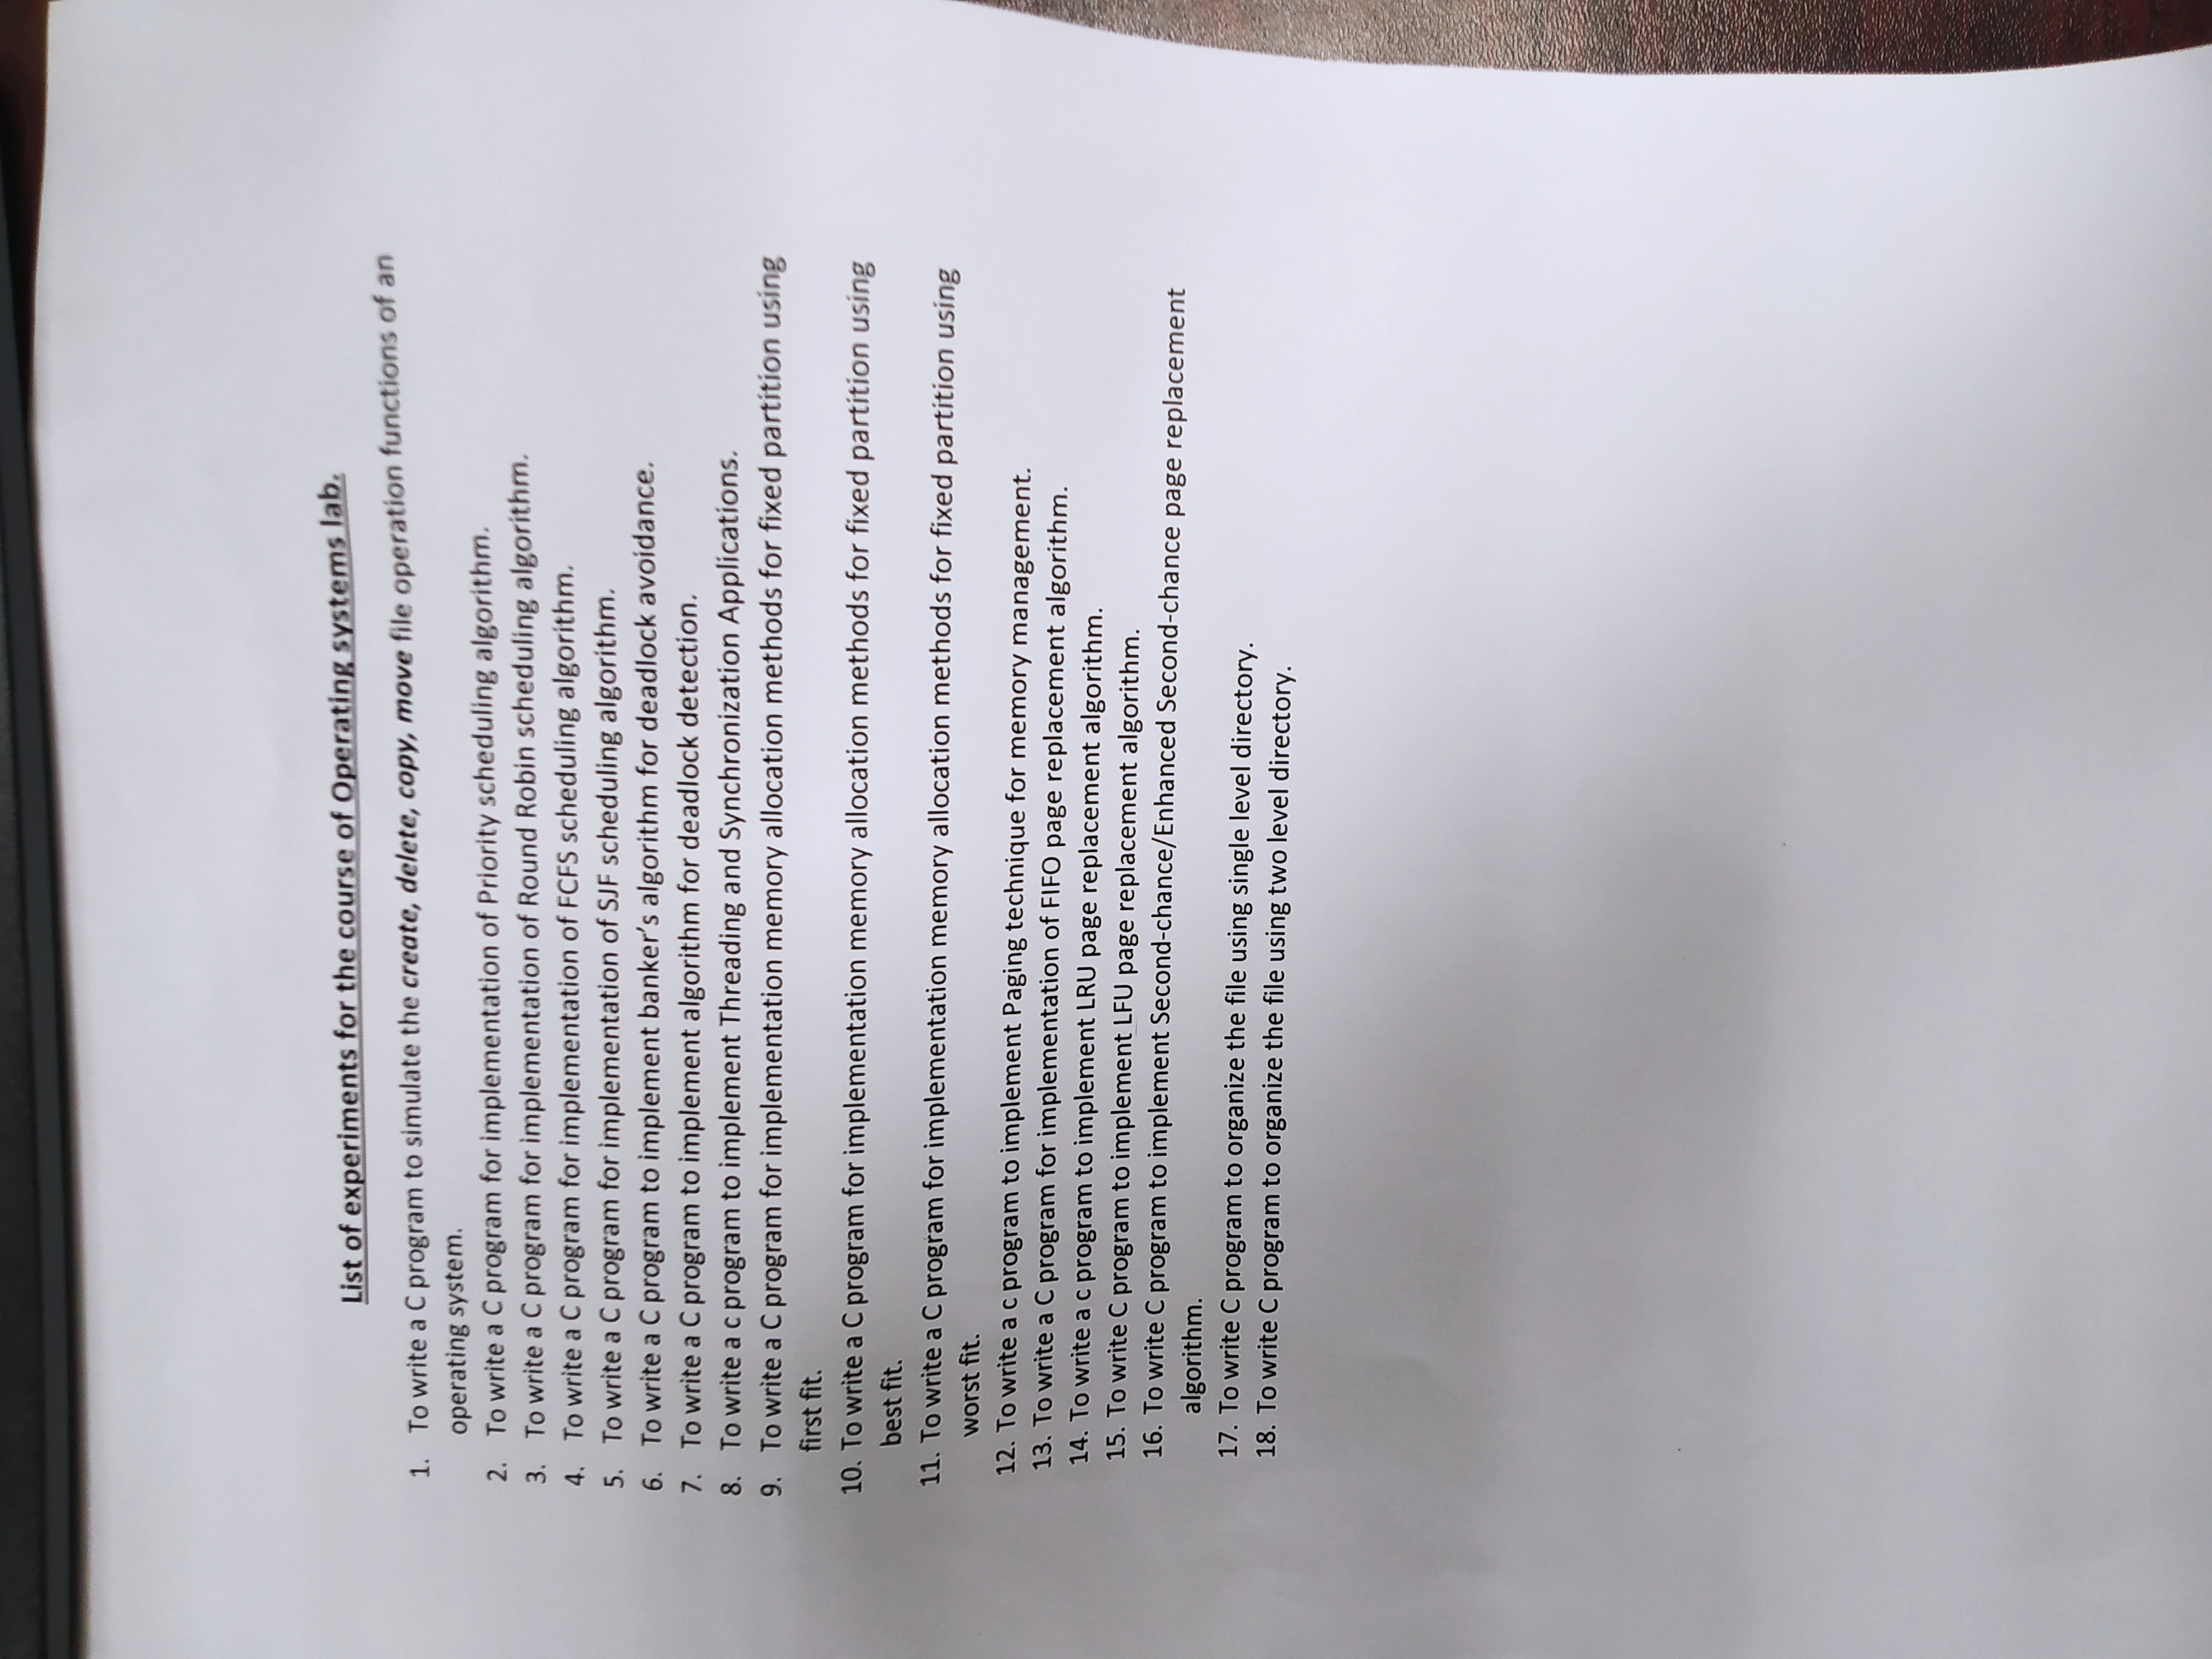 List of experiments for the course of Operating systems lab.
1. To write a C program to simulate the create, delete, copy, move file operation functions of an
operating system.
2. To write a C program for implementation of Priority scheduling algorithm.
3. To write a C program for implementation of Round Robin scheduling algorithm.
4. To write a C program for implementation of FCFS scheduling algorithm.
5. To write a C program for implementation of SJF scheduling algorithm.
6. To write a C program to implement banker's algorithm for deadlock avoidance.
7. To write a C program to implement algorithm for deadlock detection.
8. To write a c program to implement Threading and Synchronization Applications.
9. To write a C program for implementation memory allocation methods for fixed partition using
first fit.
10. To write a C program for implementation memory allocation methods for fixed partition using
best fit.
11. To write a C program for implementation memory allocation methods for fixed partition using
worst fit.
12. To write a c program to implement Paging technique for memory management.
13. To write a C program for implementation of FIFO page replacement algorithm.
14. To write a c program to implement LRU page replacement algorithm.
15. To write C program to implement LFU page replacement algorithm.
16. To write C program to implement Second-chance/Enhanced Second-chance page replacement
algorithm.
17. To write C program to organize the file using single level directory.
18. To write C program to organize the file using two level directory.